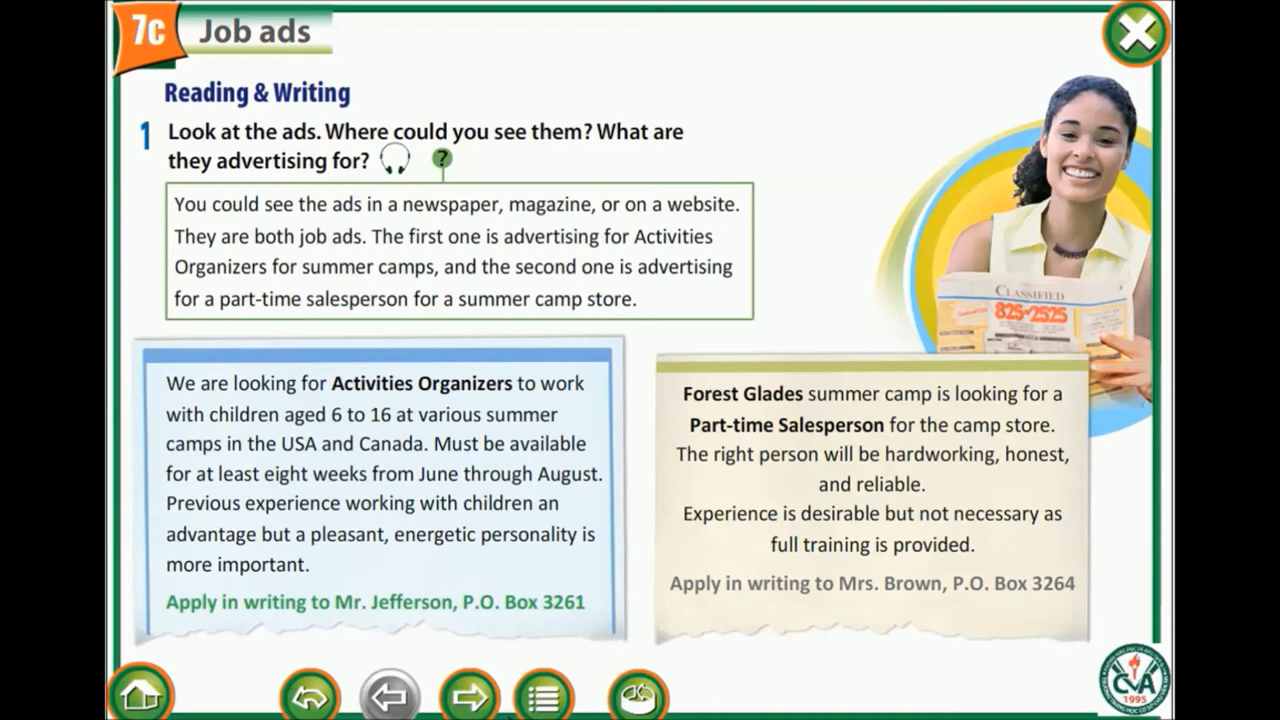 7c Job ads
Reading & Writing
1 Look at the ads. Where could you see them? What are
they advertising for?
?
You could see the ads in a newspaper, magazine, or on a website.
They are both job ads. The first one is advertising for Activities
Organizers for summer camps, and the second one is advertising
for a part-time salesperson for a summer camp store.
CLASSIFIED
825-2525
We are looking for Activities Organizers to work
with children aged 6 to 16 at various summer
camps in the USA and Canada. Must be available
for at least eight weeks from June through August.
Previous experience working with children an
advantage but a pleasant, energetic personality is
more important.
Apply in writing to Mr. Jefferson, P.O. Box 3261
Forest Glades summer camp is looking for a
Part-time Salesperson for the camp store.
The right person will be hardworking, honest,
and reliable.
Experience is desirable but not necessary as
full training is provided.
Apply in writing to Mrs. Brown, P.O. Box 3264
CVA
1995